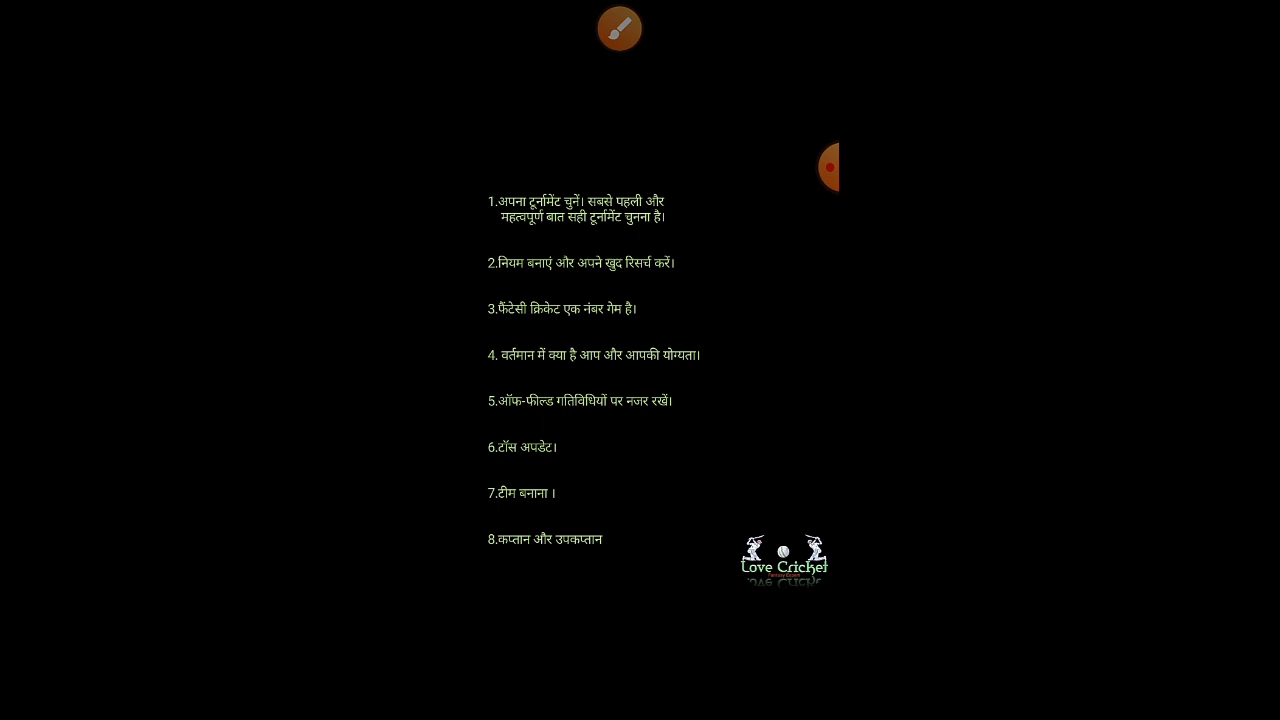 1.अपना टूर्नामेंट चुनें। सबसे पहली और
महत्वपूर्ण बात सही टूर्नामेंट चुनना है।
2.नियम बनाएं और अपने खुद रिसर्च करें।
3.फैंटेसी क्रिकेट एक नंबर गेम है।
4. वर्तमान में क्या है आप और आपकी योग्यता।
5.ऑफ-फील्ड गतिविधियों पर नजर रखें।
6.टॉस अपडेट।
7.टीम बनाना ।
8.कप्तान और उपकप्तान
Love Cricket